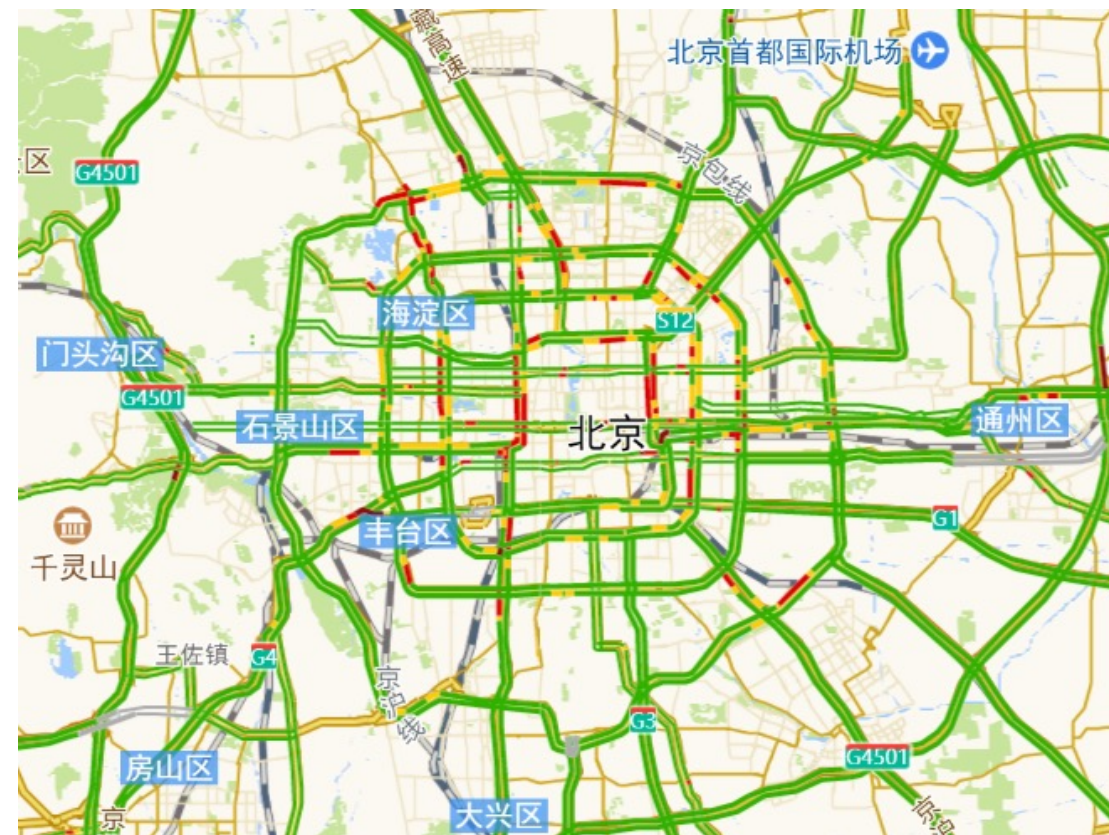 藏高速
北京首都国际机场
区
G4501
京包线
海淀区
S12
门头沟区
G4501
石景山区
北京
通州区
丰台区
G1
千灵山
王佐镇
G4
京沪线
G3
房山区
G4501
大兴区
京
京沪